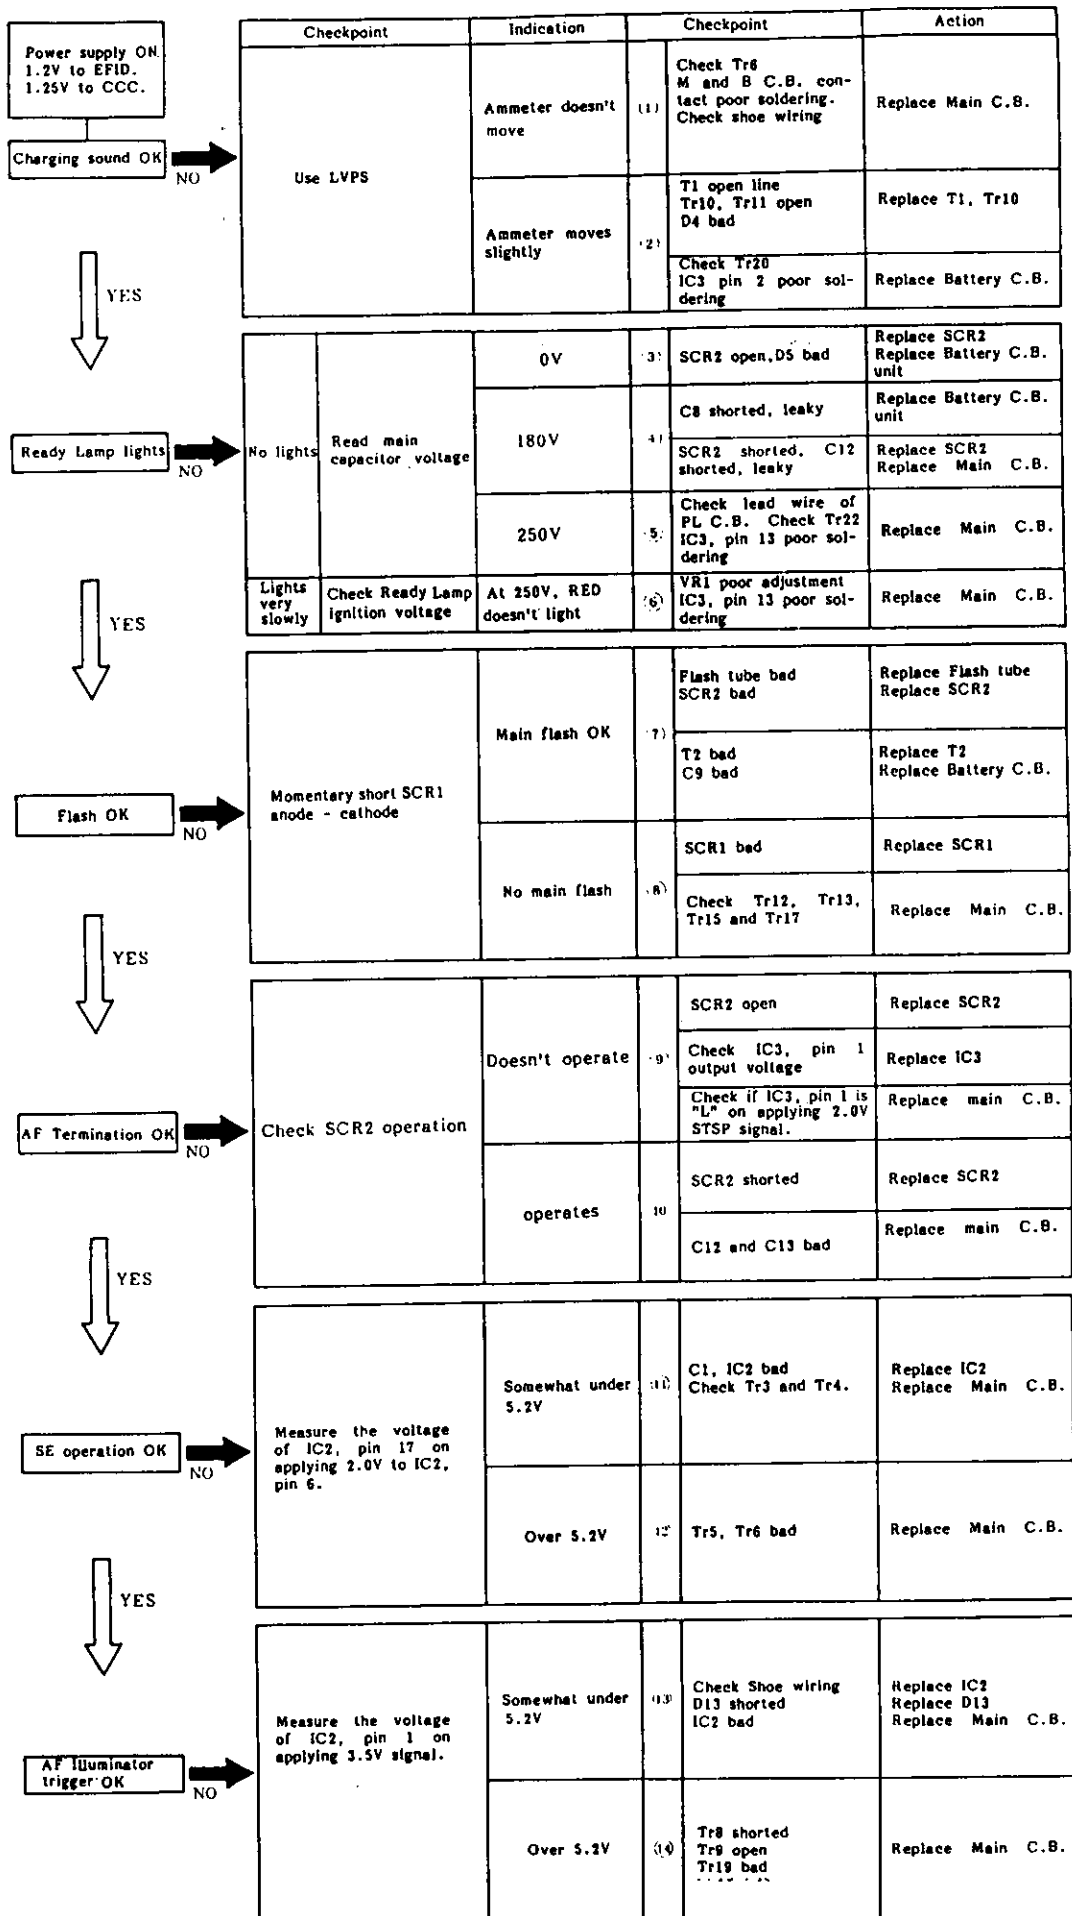 Power supply ON
1.2V to EFID.
1.25V to CCC.
Charging sound OK
NO
YES
Checkpoint
Indication
Checkpoint
Action
Use LVPS
Ammeter doesn't
move
(1)
Check Tr6
M and B C.B. con-
tact poor soldering.
Check shoe wiring
Replace Main C.B.
Ammeter moves
slightly
(2)
T1 open line
Tr10, Tr11 open
D4 bad
Replace T1, Tr10
Check Tr20
IC3 pin 2 poor sol-
dering
Replace Battery C.B.
Ready Lamp lights
NO
YES
No lights
Read main
capacitor voltage
0V
(3)
SCR2 open, D5 bad
Replace SCR2
Replace Battery C.B.
unit
180V
(4)
C8 shorted, leaky
Replace Battery C.B.
unit
SCR2 shorted, C12
shorted, leaky
Replace SCR2
Replace Main C.B.
250V
(5)
Check lead wire of
PL C.B. Check Tr22
IC3, pin 13 poor sol-
dering
Replace Main C.B.
Lights
very
slowly
Check Ready Lamp
ignition voltage
At 250V, RED
doesn't light
(6)
VR1 poor adjustment
IC3, pin 13 poor sol-
dering
Replace Main C.B.
Flash OK
NO
YES
Momentary short SCR1
anode - cathode
Main flash OK
(7)
Flash tube bad
SCR2 bad
Replace Flash tube
Replace SCR2
T2 bad
C9 bad
Replace T2
Replace Battery C.B.
No main flash
(8)
SCR1 bad
Replace SCR1
Check Tr12, Tr13,
Tr15 and Tr17
Replace Main C.B.
AF Termination OK
NO
YES
Check SCR2 operation
Doesn't operate
(9)
SCR2 open
Replace SCR2
Check IC3, pin 1
output voltage
Replace IC3
Check if IC3, pin 1 is
"L" on applying 2.0V
STSP signal.
Replace main C.B.
operates
10
SCR2 shorted
Replace SCR2
C12 and C13 bad
Replace main C.B.
SE operation OK
NO
YES
Measure the voltage
of IC2, pin 17 on
applying 2.0V to IC2,
pin 6.
Somewhat under
5.2V
(11)
C1, IC2 bad
Check Tr3 and Tr4.
Replace IC2
Replace Main C.B.
Over 5.2V
12
Tr5, Tr6 bad
Replace Main C.B.
AF Illuminator
trigger OK
NO
Measure the voltage
of IC2, pin 1 on
applying 3.5V signal.
Somewhat under
5.2V
(13)
Check Shoe wiring
D13 shorted
IC2 bad
Replace IC2
Replace D13
Replace Main C.B.
Over 5.2V
(14)
Tr8 shorted
Tr9 open
Tr19 bad
Replace Main C.B.